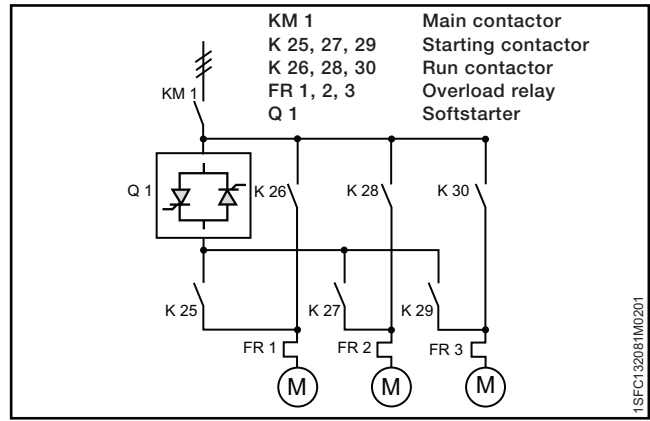 KM 1 Main contactor
K 25, 27, 29 Starting contactor
K 26, 28, 30 Run contactor
FR 1, 2, 3 Overload relay
Q 1 Softstarter
KM 1
Q 1
K 26
K 28
K 30
K 25
K 27
K 29
FR 1
FR 2
FR 3
M
M
M
1SFC132081M0201